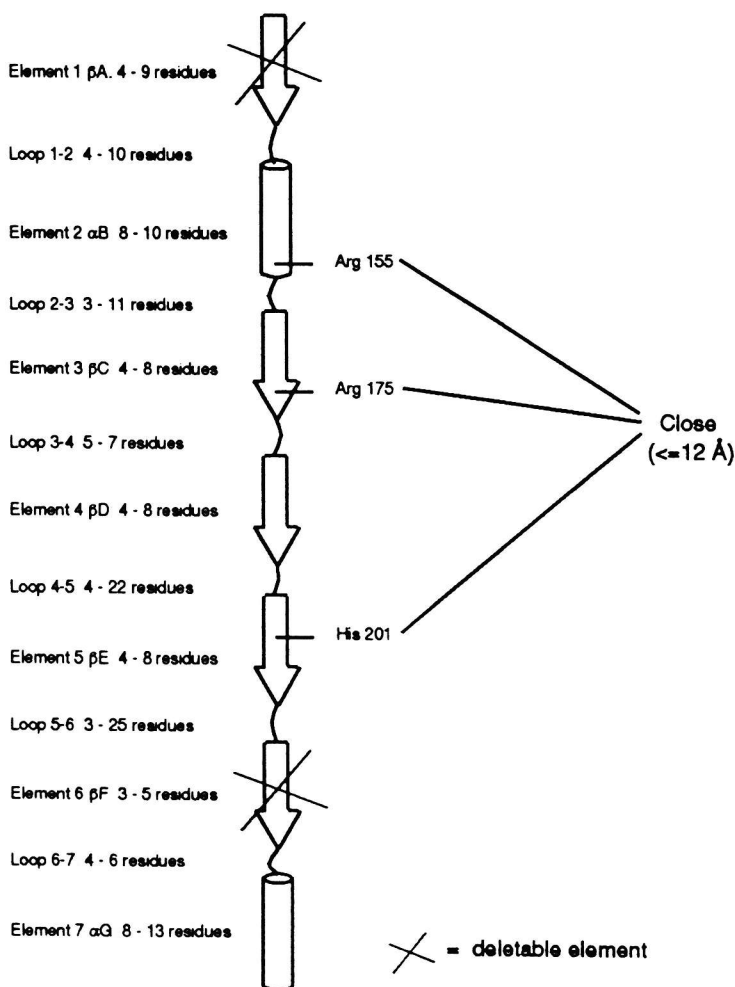 Element 1 βA. 4 - 9 residues
Loop 1-2 4 - 10 residues
Element 2 αB 8 - 10 residues
Arg 155
Loop 2-3 3 - 11 residues
Element 3 βC 4 - 8 residues
Arg 175
Close
(<=12 Å)
Loop 3-4 5 - 7 residues
Element 4 βD 4 - 8 residues
Loop 4-5 4 - 22 residues
His 201
Element 5 βE 4 - 8 residues
Loop 5-6 3 - 25 residues
Element 6 βF 3 - 5 residues
Loop 6-7 4 - 6 residues
Element 7 αG 8 - 13 residues
= deletable element